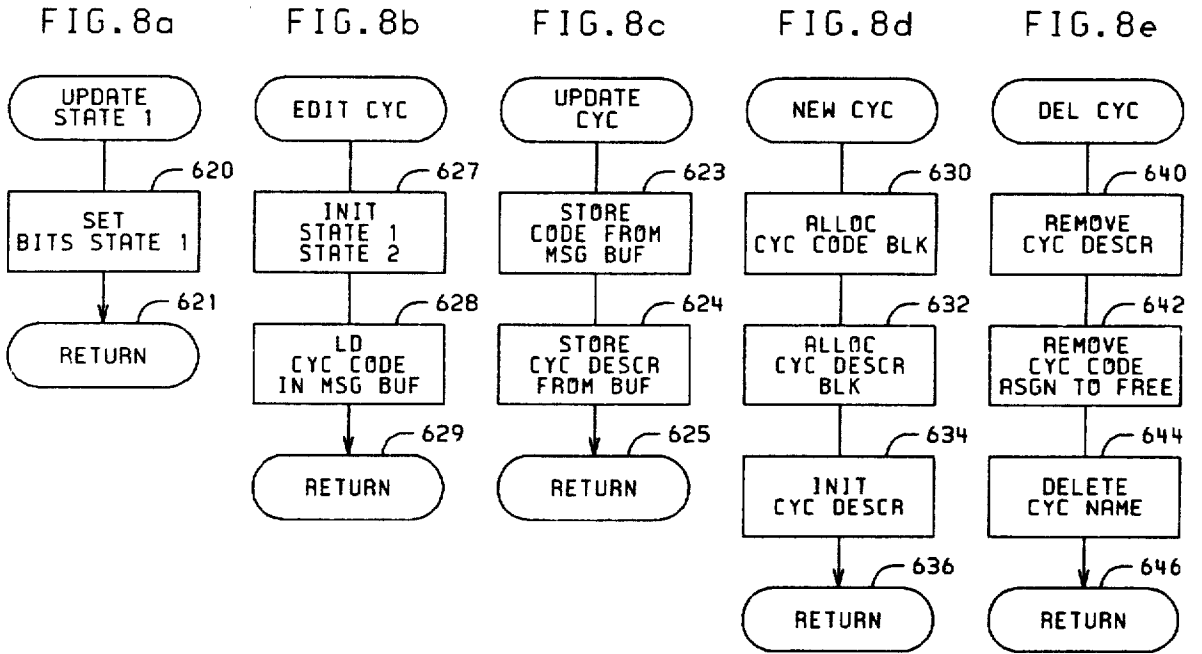 FIG.8a
UPDATE
STATE 1
620
SET
BITS STATE 1
621
RETURN
FIG.8b
EDIT CYC
627
INIT
STATE 1
STATE 2
628
LD
CYC CODE
IN MSG BUF
629
RETURN
FIG.8c
UPDATE
CYC
623
STORE
CODE FROM
MSG BUF
624
STORE
CYC DESCR
FROM BUF
625
RETURN
FIG.8d
NEW CYC
630
ALLOC
CYC CODE BLK
632
ALLOC
CYC DESCR
BLK
634
INIT
CYC DESCR
636
RETURN
FIG.8e
DEL CYC
640
REMOVE
CYC DESCR
642
REMOVE
CYC CODE
ASGN TO FREE
644
DELETE
CYC NAME
646
RETURN